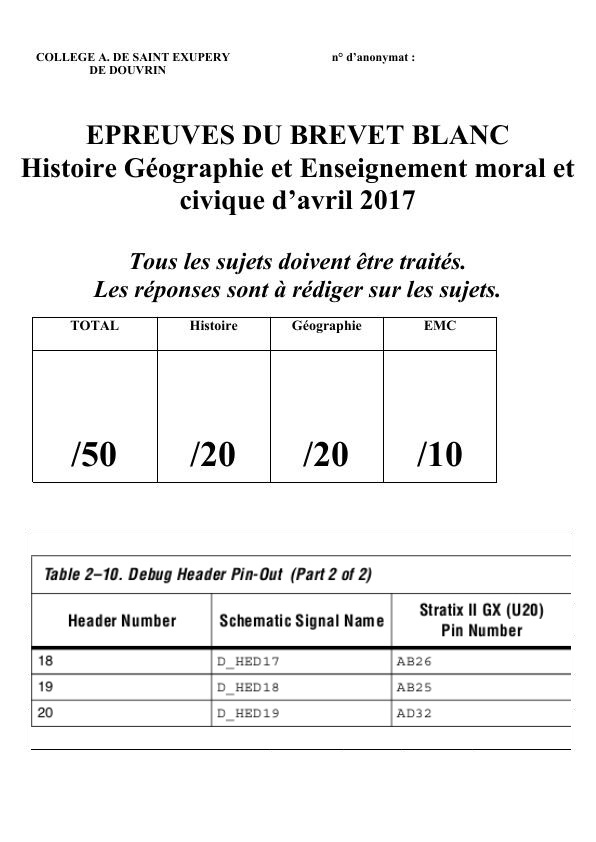 COLLEGE A. DE SAINT EXUPERY n° d’anonymat :
DE DOUVRIN
EPREUVES DU BREVET BLANC
Histoire Géographie et Enseignement moral et
civique d’avril 2017
Tous les sujets doivent être traités.
Les réponses sont à rédiger sur les sujets.
TOTAL Histoire Géographie EMC
/50 /20 /20 /10
Table 2–10. Debug Header Pin-Out (Part 2 of 2)
Header Number Schematic Signal Name Stratix II GX (U20)
Pin Number
18 D_HED17 AB26
19 D_HED18 AB25
20 D_HED19 AD32